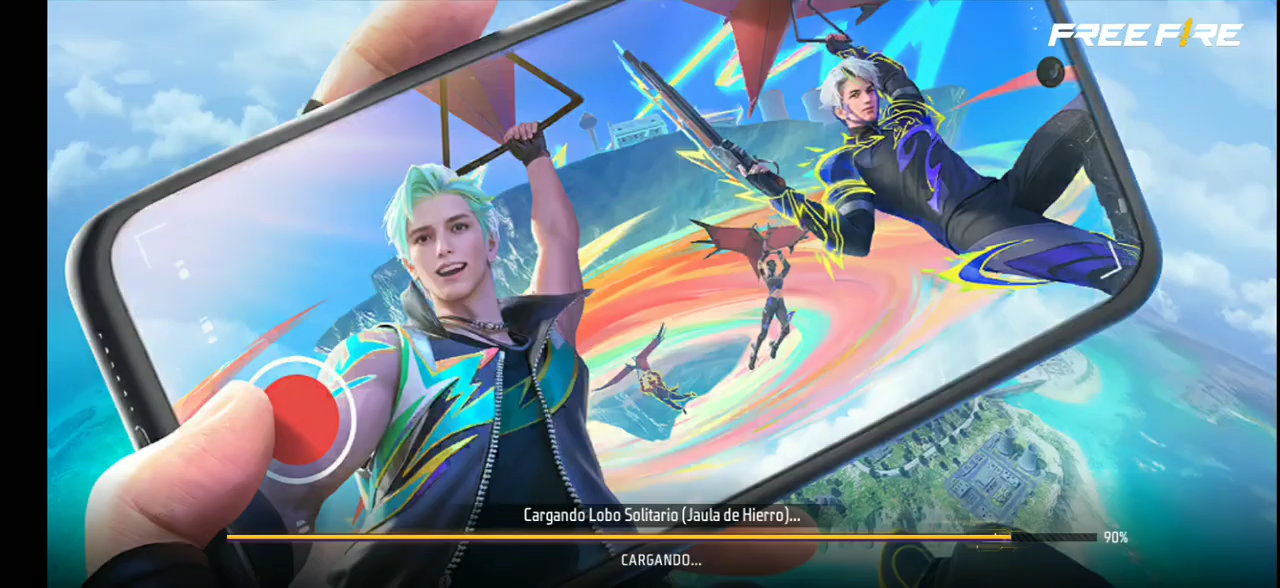 FREE FIRE
Cargando Lobo Solitario (Jaula de Hierro)...
90%
CARGANDO...